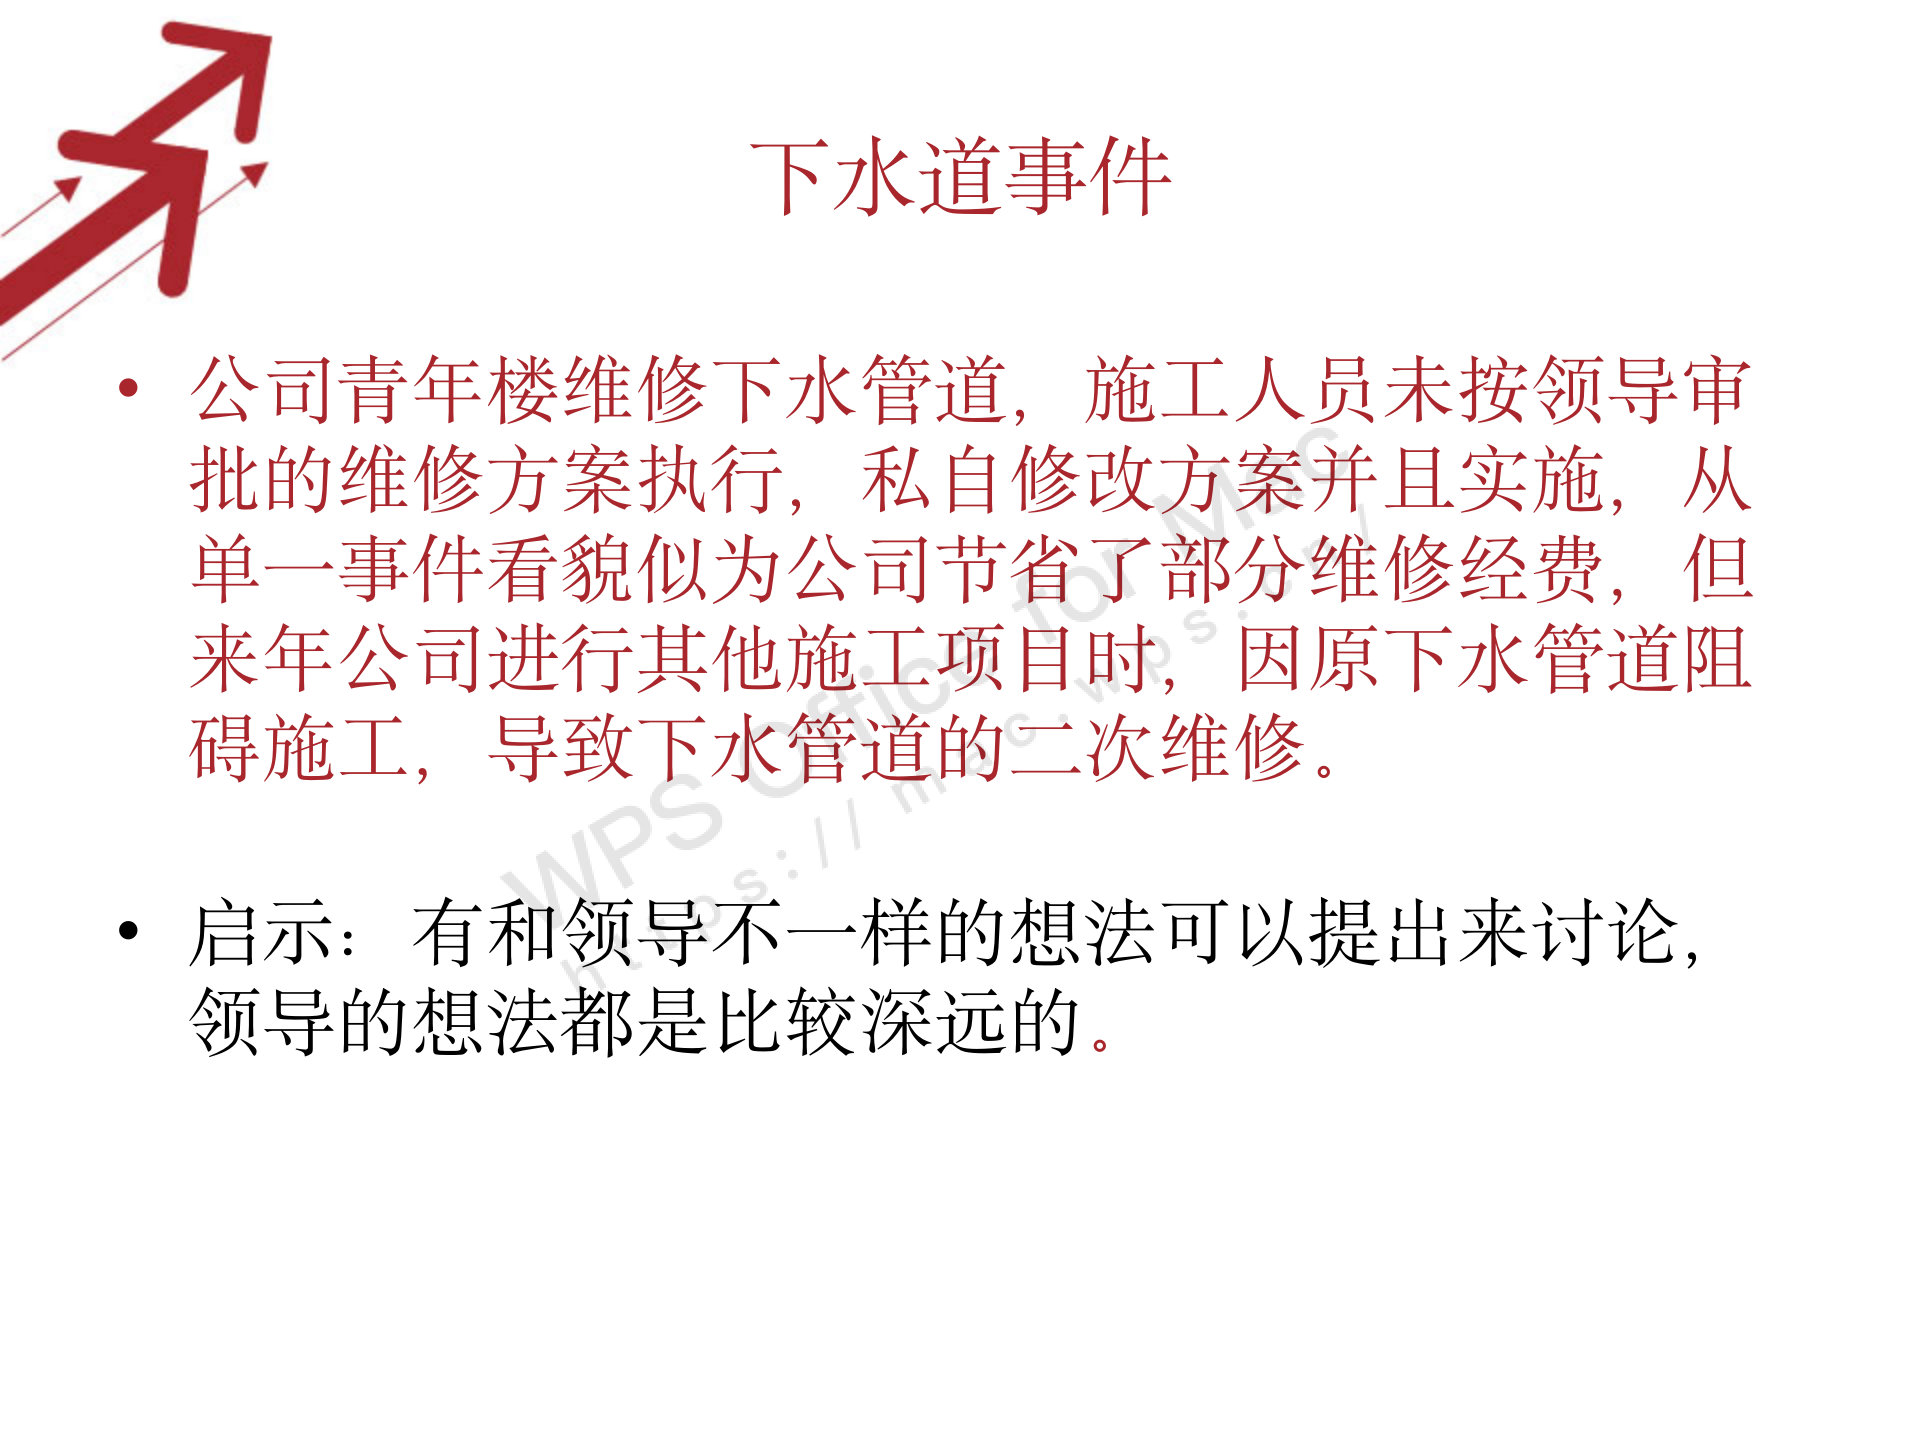 下水道事件
• 公司青年楼维修下水管道，施工人员未按领导审
批的维修方案执行，私自修改方案并且实施，从
单一事件看貌似为公司节省了部分维修经费，但
来年公司进行其他施工项目时，因原下水管道阻
碍施工，导致下水管道的二次维修。
• 启示：有和领导不一样的想法可以提出来讨论，
领导的想法都是比较深远的。
WPS Office for Mac
https://mac.wps.cn/